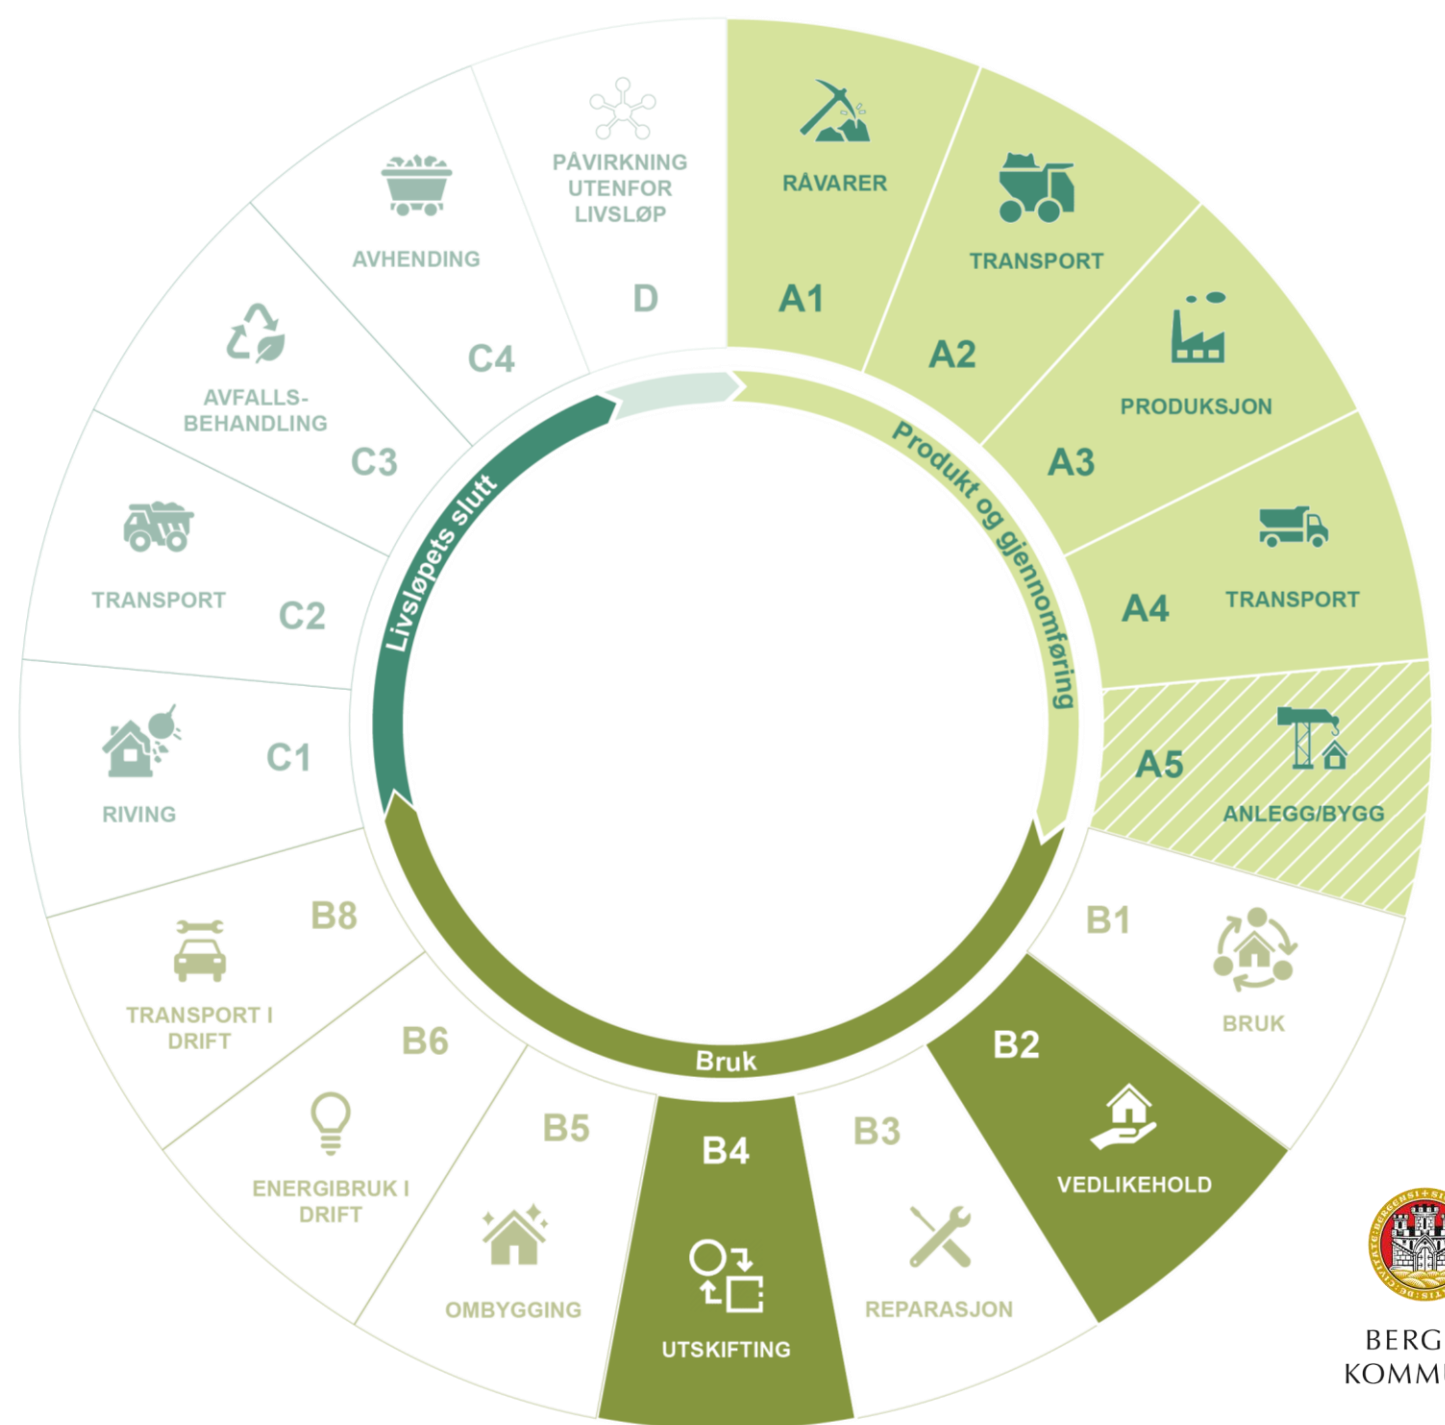 RÅVARER
A1
TRANSPORT
A2
PRODUKSJON
A3
TRANSPORT
A4
ANLEGG/BYGG
A5
BRUK
B1
VEDLIKEHOLD
B2
REPARASJON
B3
UTSKIFTING
B4
OMBYGGING
B5
ENERGIBRUK I
DRIFT
B6
TRANSPORT I
DRIFT
B8
RIVING
C1
TRANSPORT
C2
AVFALLS-
BEHANDLING
C3
AVHENDING
C4
PÅVIRKNING
UTENFOR
LIVSLØP
D
Produkt og gjennomføring
Bruk
Livsløpets slutt
BERG
KOMMU